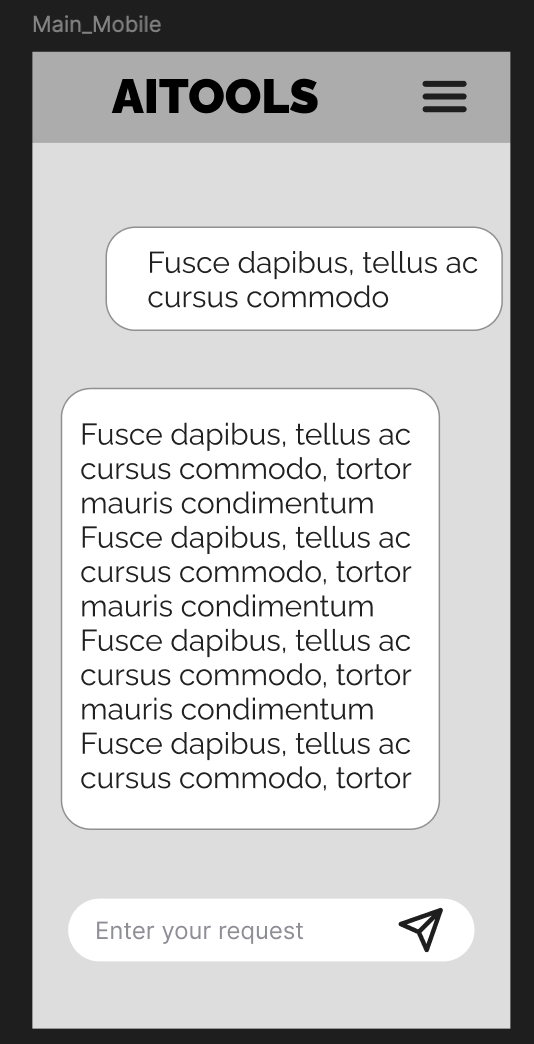 Main_Mobile
AITOOLS
Fusce dapibus, tellus ac
cursus commodo
Fusce dapibus, tellus ac
cursus commodo, tortor
mauris condimentum
Fusce dapibus, tellus ac
cursus commodo, tortor
mauris condimentum
Fusce dapibus, tellus ac
cursus commodo, tortor
mauris condimentum
Fusce dapibus, tellus ac
cursus commodo, tortor
Enter your request